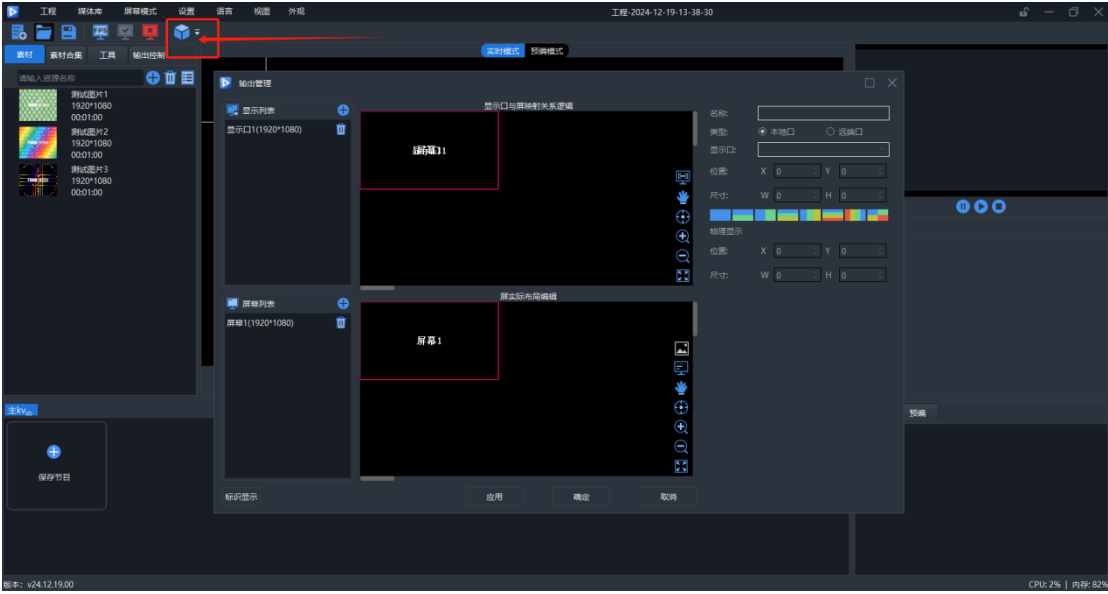 工程 媒体库 屏幕模式 设置 语言 视图 外观
工程-2024-12-19-13-38-30
素材 素材合集 工具 输出控制
实时模式 预编模式
请输入资源名称
测试图片1
1920*1080
00:01:00
测试图片2
1920*1080
00:01:00
测试图片3
1920*1080
00:01:00
输出管理
显示列表
显示口1(1920*1080)
显示口与屏映射关系逻辑
名称:
类型: 本地口 远端口
显示口:
位置: X 0 Y 0
尺寸: W 0 H 0
物理显示
位置: X 0 Y 0
尺寸: W 0 H 0
屏幕列表
屏幕1(1920*1080)
屏实际布局编辑
屏幕1
标识显示 应用 确定 取消
主kv
预编
保存节目
版本: v24.12.19.00
CPU: 2% | 内存: 82%